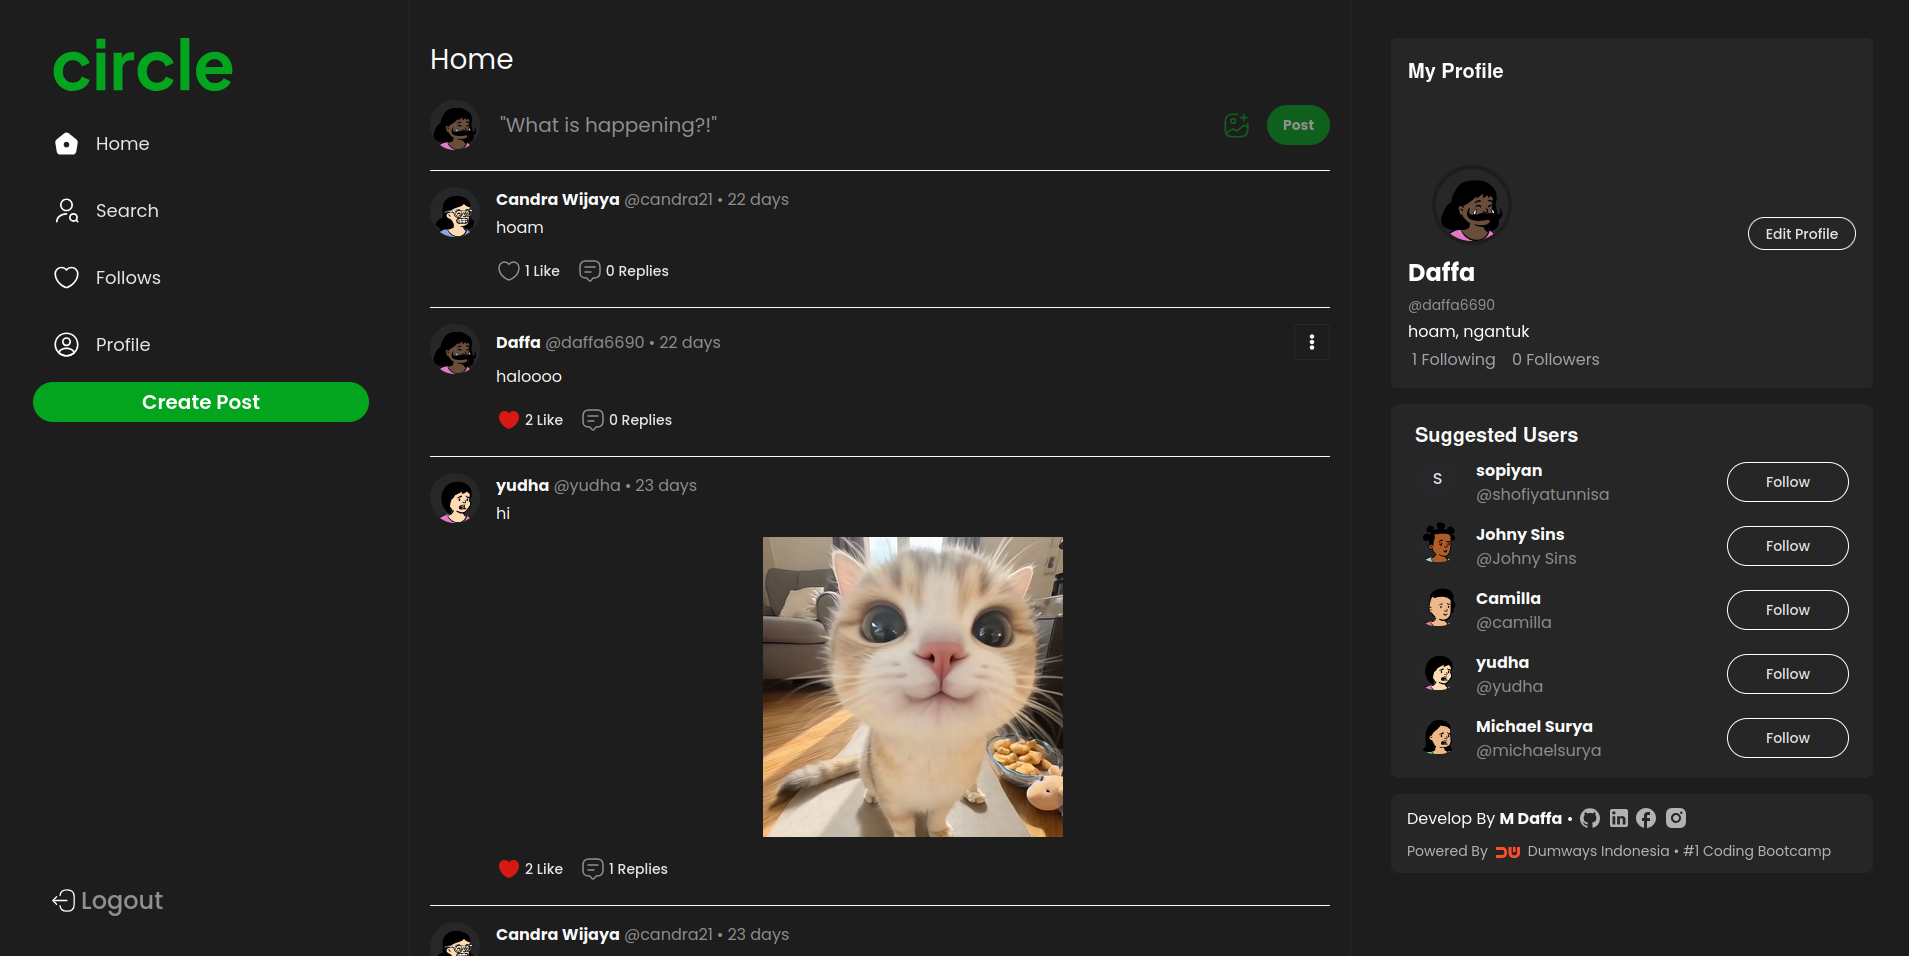 circle
Home
Search
Follows
Profile
Create Post
Logout
Home
"What is happening?!"
Post
Candra Wijaya @candra21 • 22 days
hoam
1 Like 0 Replies
Daffa @daffa6690 • 22 days
haloooo
2 Like 0 Replies
yudha @yudha • 23 days
hi
2 Like 1 Replies
Candra Wijaya @candra21 • 23 days
My Profile
Edit Profile
Daffa
@daffa6690
hoam, ngantuk
1 Following 0 Followers
Suggested Users
S
sopiyan
@shofiyatunnisa
Follow
Johny Sins
@Johny Sins
Follow
Camilla
@camilla
Follow
yudha
@yudha
Follow
Michael Surya
@michaelsurya
Follow
Develop By M Daffa •
Powered By Dumways Indonesia • #1 Coding Bootcamp